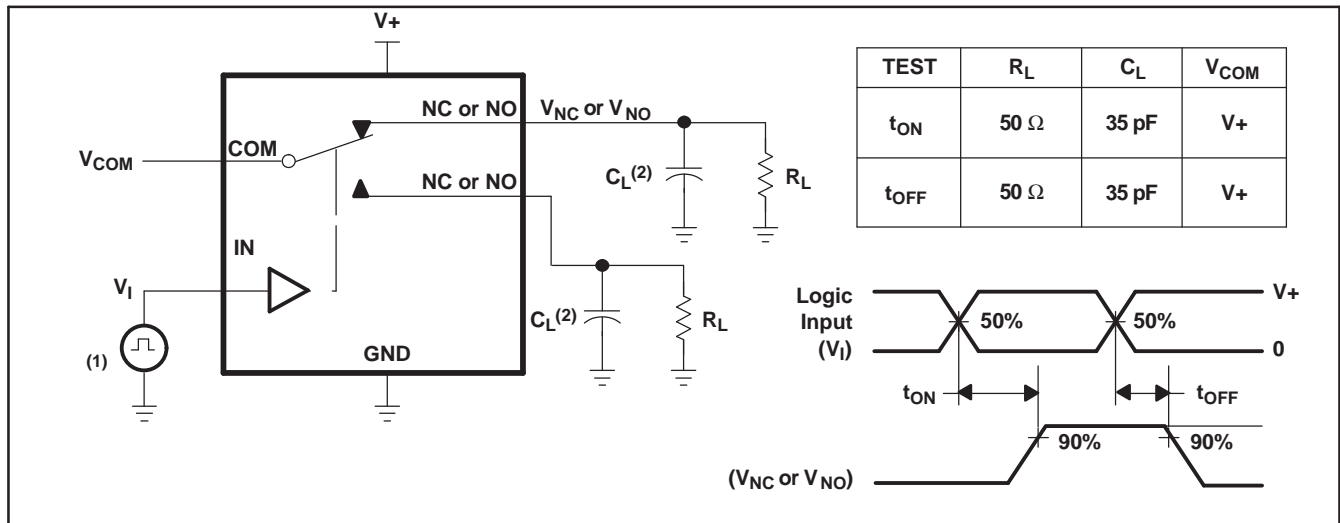 V+
NC or NO
V_NC or V_NO
COM
V_COM
C_L(2)
R_L
NC or NO
IN
V_I
C_L(2)
R_L
(1)
GND
TEST R_L C_L V_COM
t_ON 50 Ω 35 pF V+
t_OFF 50 Ω 35 pF V+
Logic
Input
(V_I)
V+
50%
50%
0
t_ON
t_OFF
90%
90%
(V_NC or V_NO)